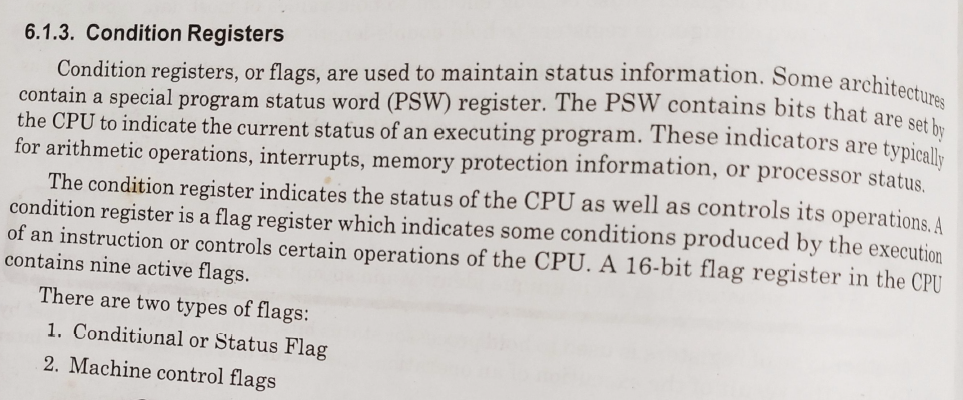 6.1.3. Condition Registers
Condition registers, or flags, are used to maintain status information. Some architectures
contain a special program status word (PSW) register. The PSW contains bits that are set by
the CPU to indicate the current status of an executing program. These indicators are typically
for arithmetic operations, interrupts, memory protection information, or processor status.
The condition register indicates the status of the CPU as well as controls its operations. A
condition register is a flag register which indicates some conditions produced by the execution
of an instruction or controls certain operations of the CPU. A 16-bit flag register in the CPU
contains nine active flags.
There are two types of flags:
1. Conditional or Status Flag
2. Machine control flags